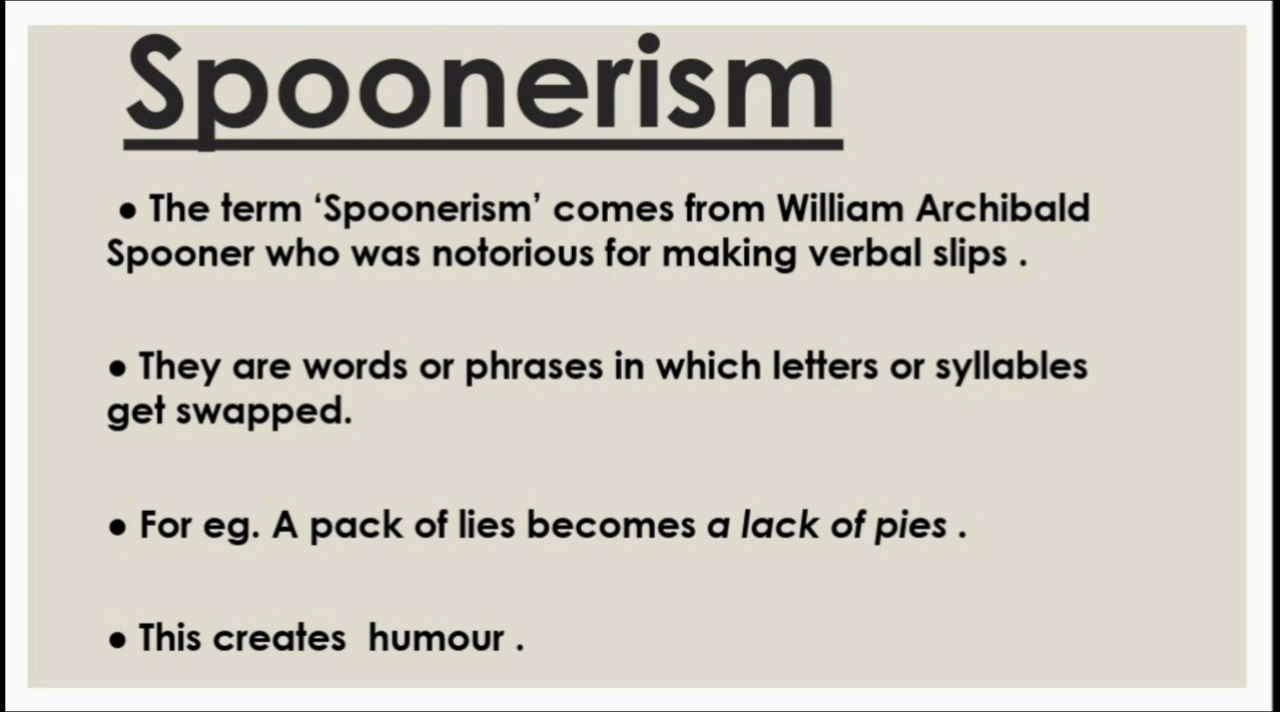 Spoonerism
● The term ‘Spoonerism’ comes from William Archibald
Spooner who was notorious for making verbal slips .
● They are words or phrases in which letters or syllables
get swapped.
● For eg. A pack of lies becomes a lack of pies .
● This creates  humour .